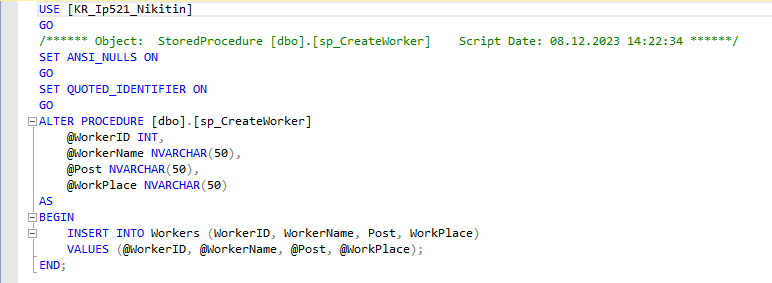 USE [KR_Ip521_Nikitin]
GO
/****** Object:  StoredProcedure [dbo].[sp_CreateWorker]    Script Date: 08.12.2023 14:22:34 ******/
SET ANSI_NULLS ON
GO
SET QUOTED_IDENTIFIER ON
GO
ALTER PROCEDURE [dbo].[sp_CreateWorker]
    @WorkerID INT,
    @WorkerName NVARCHAR(50),
    @Post NVARCHAR(50),
    @WorkPlace NVARCHAR(50)
AS
BEGIN
    INSERT INTO Workers (WorkerID, WorkerName, Post, WorkPlace)
    VALUES (@WorkerID, @WorkerName, @Post, @WorkPlace);
END;